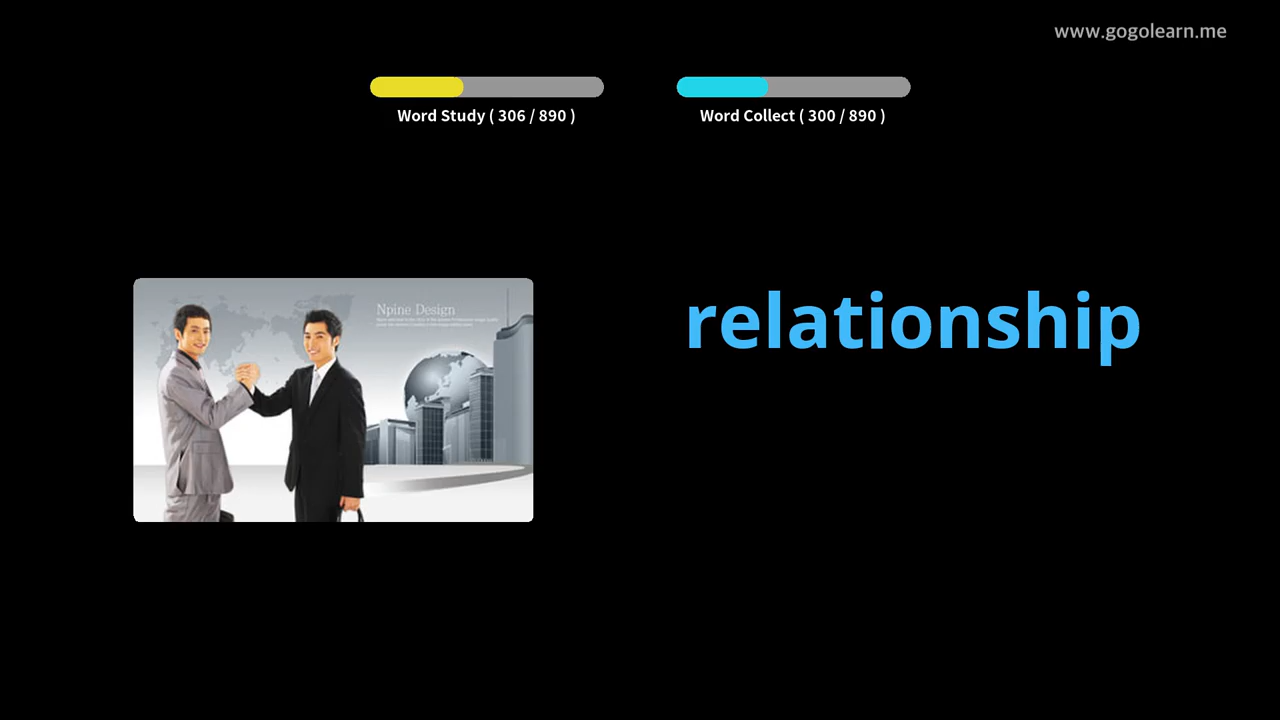 www.gogolearn.me
Word Study ( 306 / 890 )
Word Collect ( 300 / 890 )
Npine Design
relationship